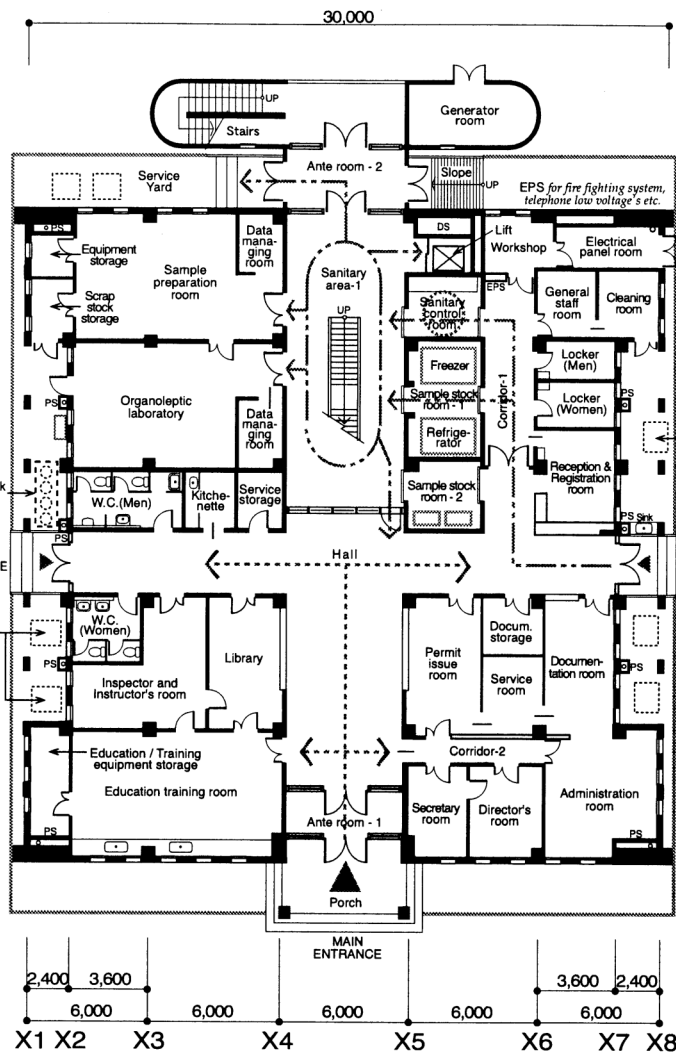 30,000
UP
Stairs
Generator
room
Service
Yard
Ante room - 2
Slope
UP
EPS for fire fighting system,
telephone low voltage's etc.
PS
Equipment
storage
Data
mana-
ging
room
Sample
preparation
room
Scrap
stock
storage
Sanitary
area-1
UP
DS
Lift
Workshop
Electrical
panel room
EPS
Sanitary
control
room
General
staff room
Cleaning
room
Locker
(Men)
Locker
(Women)
PS
Freezer
Sample stock
room - 1
Refrige-
rator
Corridor-1
PS
Organoleptic
laboratory
Data
mana-
ging
room
Reception &
Registration
room
Sample stock
room - 2
k
W.C.(Men)
Kitche-
nette
Service
storage
PS
PS
Sink
E
Hall
W.C.
(Women)
PS
Inspector and
Instructor's room
Library
Permit
issue
room
Docum.
storage
Service
room
Documen-
tation room
PS
Education / Training
equipment storage
Education training room
Corridor-2
Secretary
room
Director's
room
Administration
room
PS
Ante room - 1
PS
Porch
MAIN
ENTRANCE
2,400
3,600
3,600
2,400
6,000
6,000
6,000
6,000
6,000
X1
X2
X3
X4
X5
X6
X7
X8